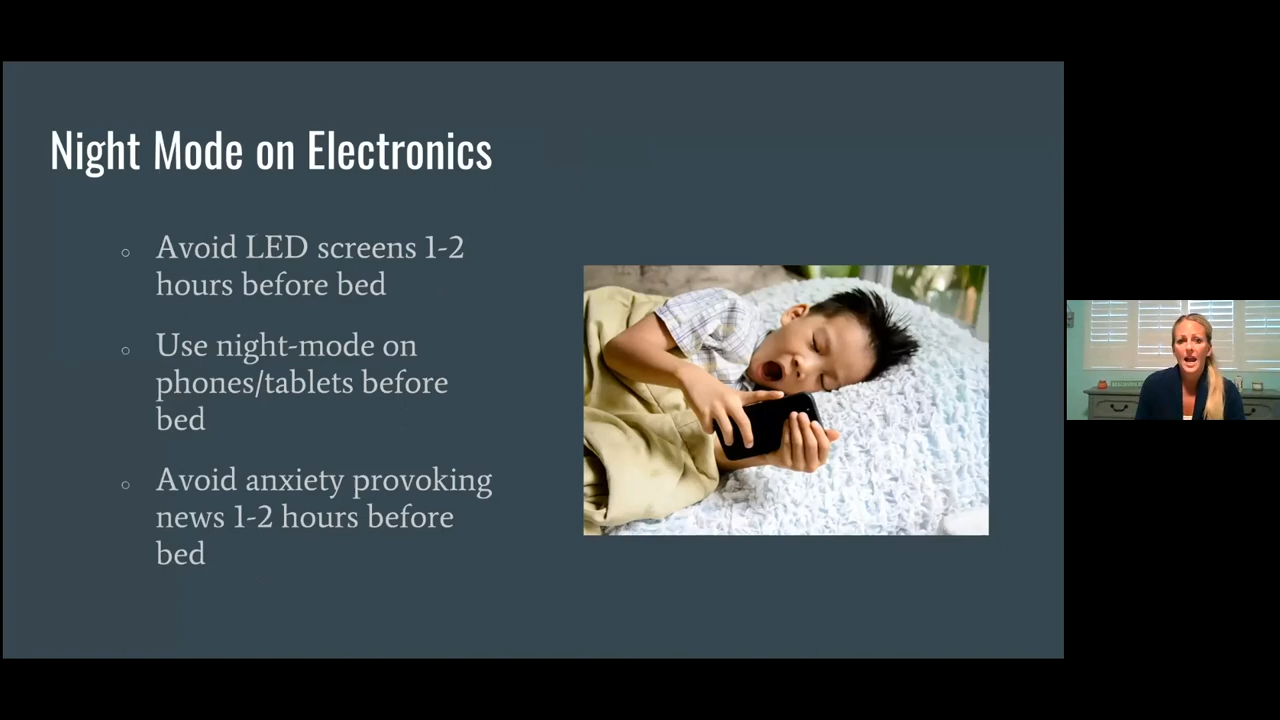 Night Mode on Electronics
Avoid LED screens 1-2
hours before bed
Use night-mode on
phones/tablets before
bed
Avoid anxiety provoking
news 1-2 hours before
bed